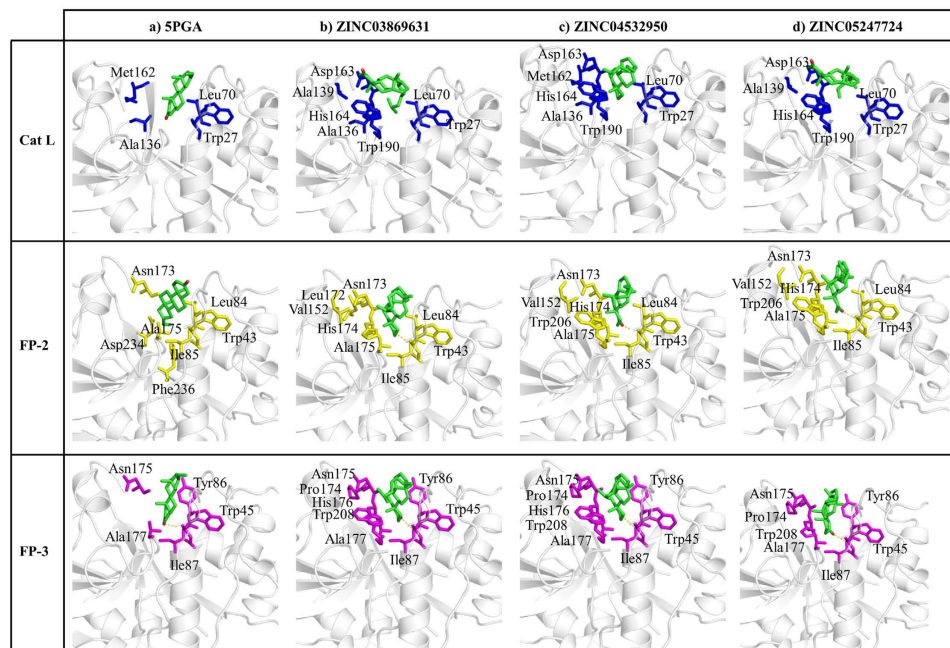 a) 5PGA
b) ZINC03869631
c) ZINC04532950
d) ZINC05247724
Cat L
Met162
Leu70
Ala136
Trp27
Asp163
Ala139
Leu70
His164
Ala136
Trp27
Trp190
Asp163
Met162
Leu70
His164
Ala136
Trp27
Trp190
Asp163
Ala139
Leu70
His164
Trp27
Trp190
FP-2
Asn173
Leu84
Ala175
Asp234
Trp43
Ile85
Phe236
Asn173
Leu172
Val152
Leu84
His174
Trp43
Ala175
Ile85
Asn173
Val152
His174
Leu84
Trp206
Ala175
Trp43
Ile85
Asn173
Val152
His174
Leu84
Trp206
Ala175
Trp43
Ile85
FP-3
Asn175
Tyr86
Trp45
Ala177
Ile87
Asn175
Pro174
Tyr86
His176
Trp208
Trp45
Ala177
Ile87
Asn175
Pro174
Tyr86
His176
Trp208
Trp45
Ala177
Ile87
Asn175
Tyr86
Pro174
Trp208
Ala177
Trp45
Ile87